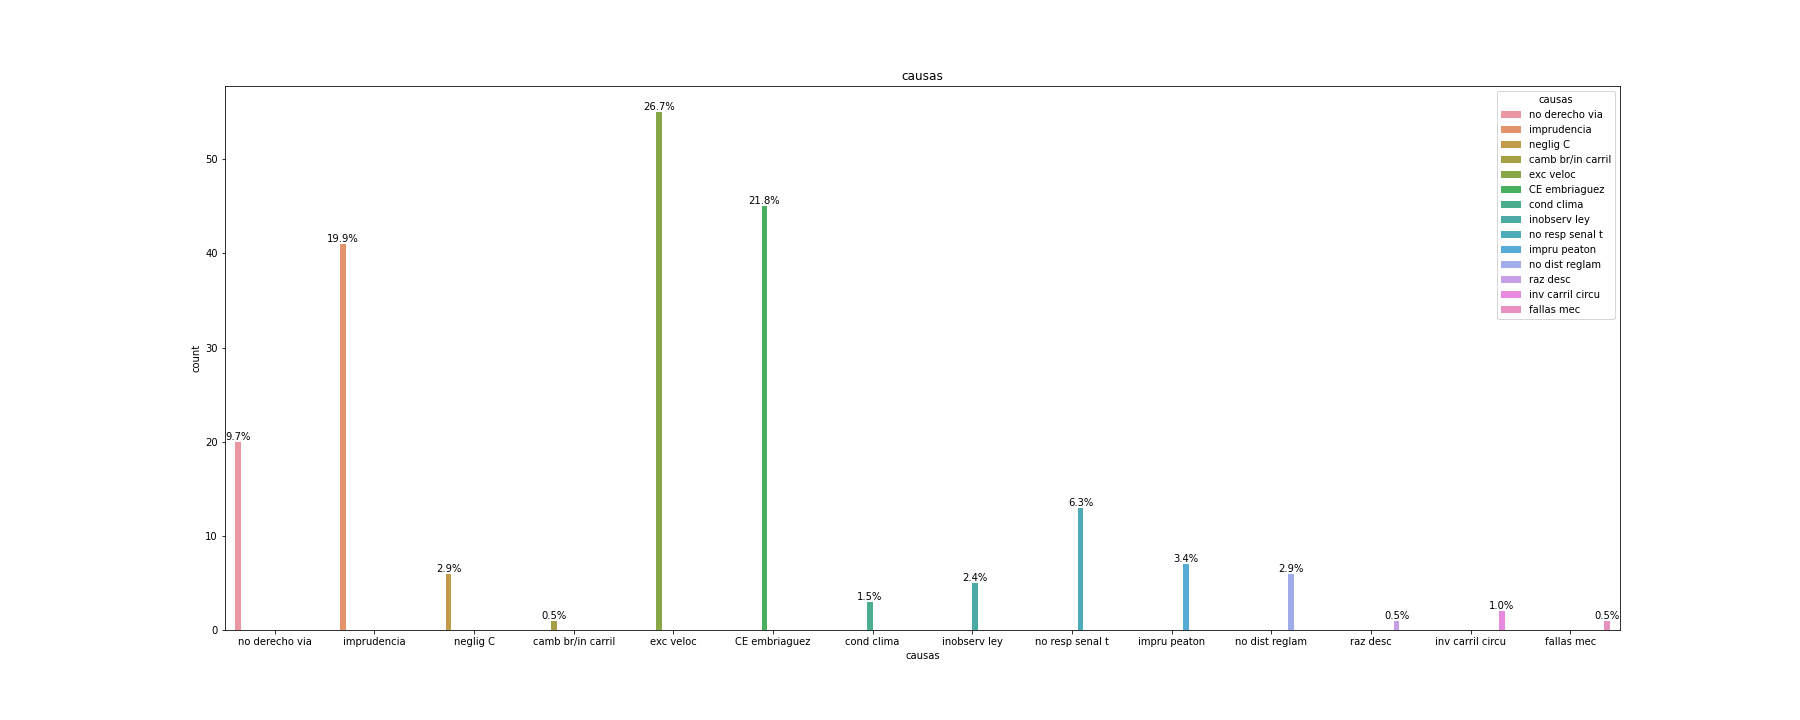 causas
26.7%
21.8%
19.9%
9.7%
6.3%
3.4%
2.9%
2.9%
2.4%
1.5%
1.0%
0.5%
0.5%
0.5%
causas
no derecho via
imprudencia
neglig C
camb br/in carril
exc veloc
CE embriaguez
cond clima
inobserv ley
no resp senal t
impru peaton
no dist reglam
raz desc
inv carril circu
fallas mec
count
50
40
30
20
10
0
no derecho via imprudencia neglig C camb br/in carril exc veloc CE embriaguez cond clima inobserv ley no resp senal t impru peaton no dist reglam raz desc inv carril circu fallas mec
causas